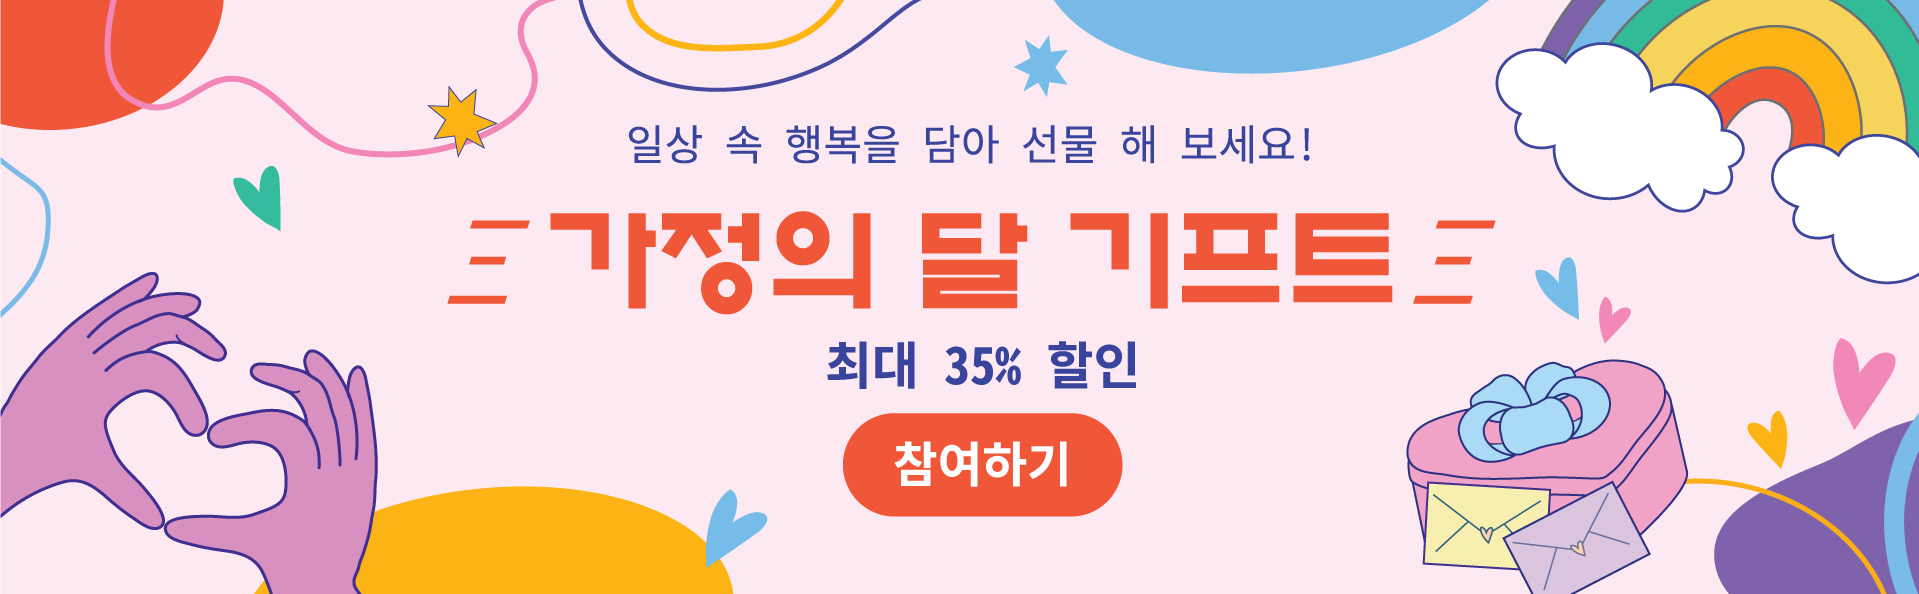 일상 속 행복을 담아 선물 해 보세요!
가정의 달 기프트
최대 35% 할인
참여하기